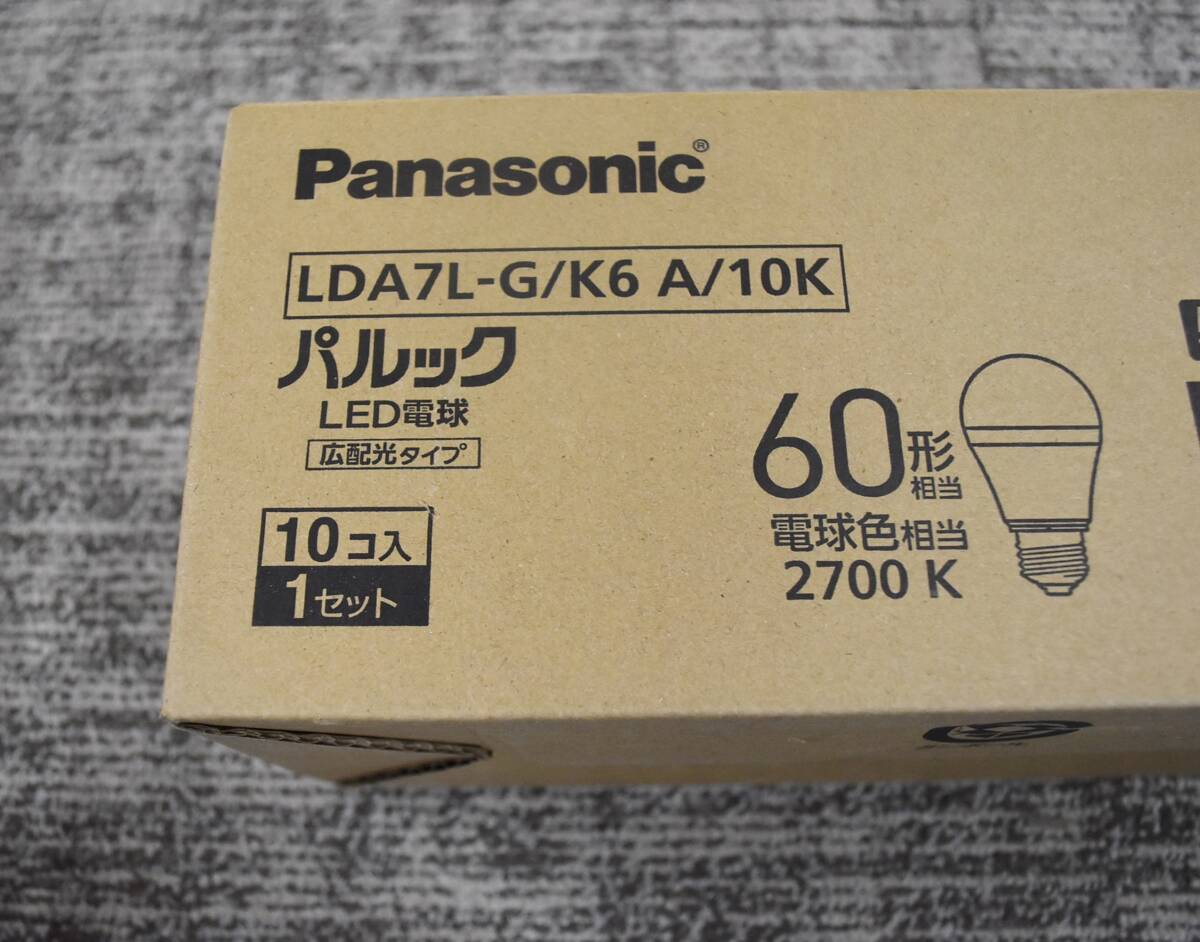 Panasonic®
LDA7L-G/K6 A/10K
パルック
LED電球
広配光タイプ
10コ入
1セット
60形
相当
電球色相当
2700 K